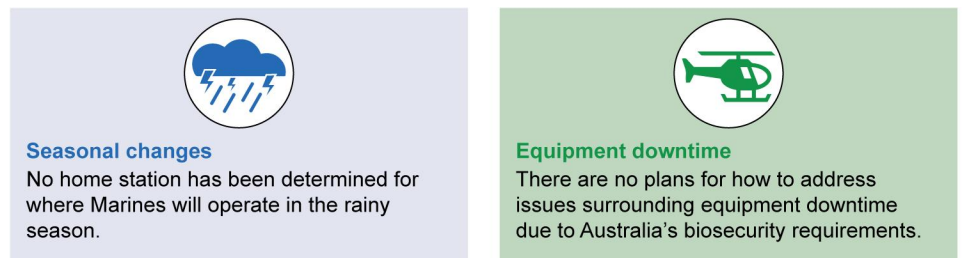 Seasonal changes
No home station has been determined for
where Marines will operate in the rainy
season.
Equipment downtime
There are no plans for how to address
issues surrounding equipment downtime
due to Australia's biosecurity requirements.